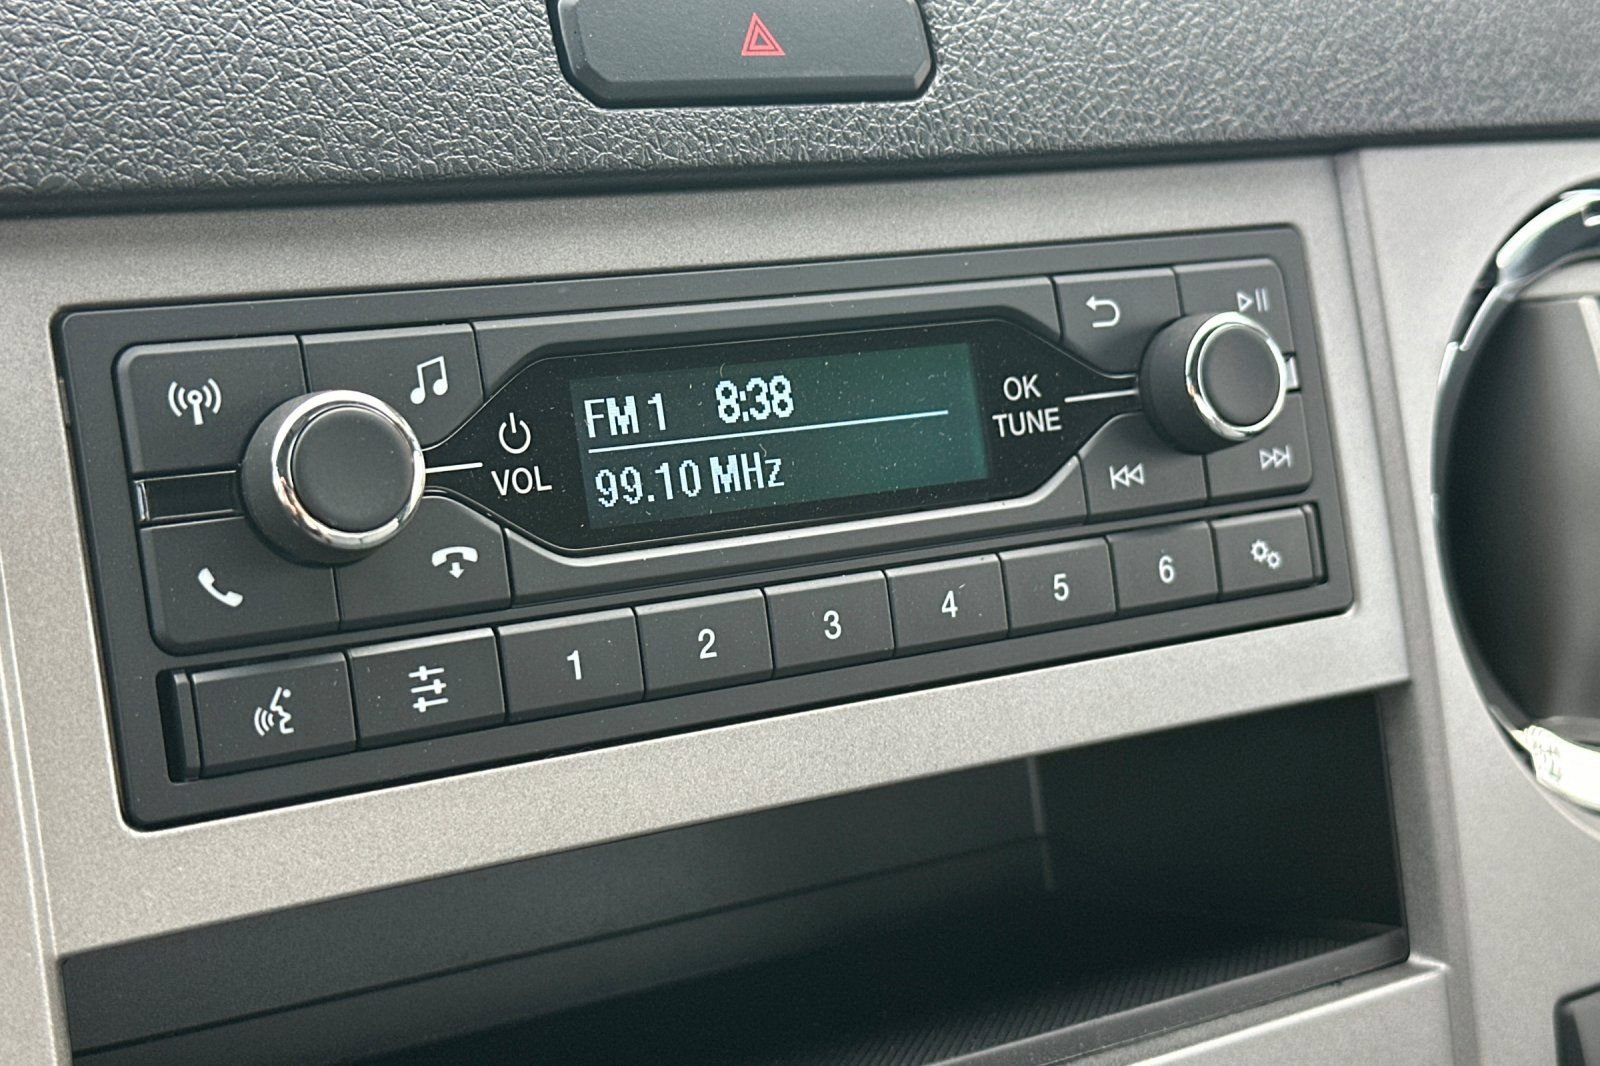 FM 1 8:38
99.10 MHz
VOL
OK
TUNE
1 2 3 4 5 6